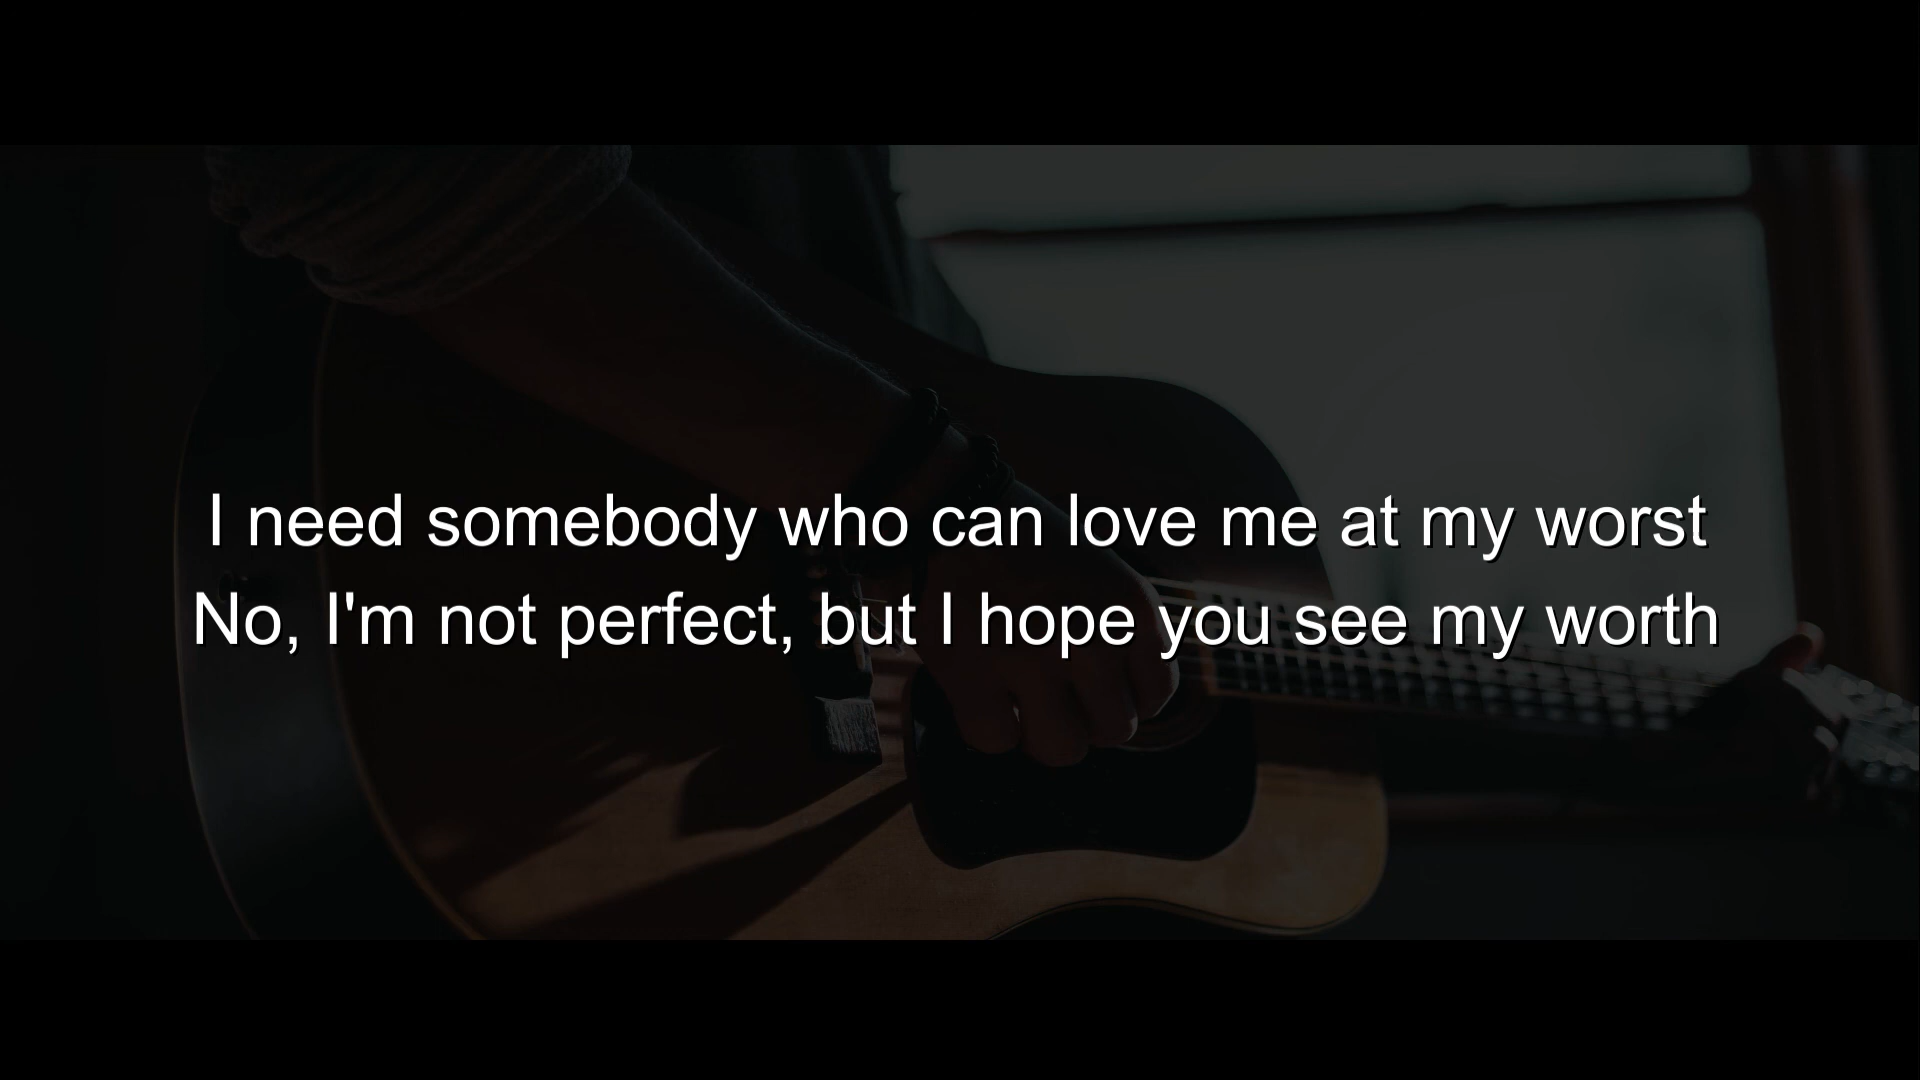 I need somebody who can love me at my worst
No, I'm not perfect, but I hope you see my worth